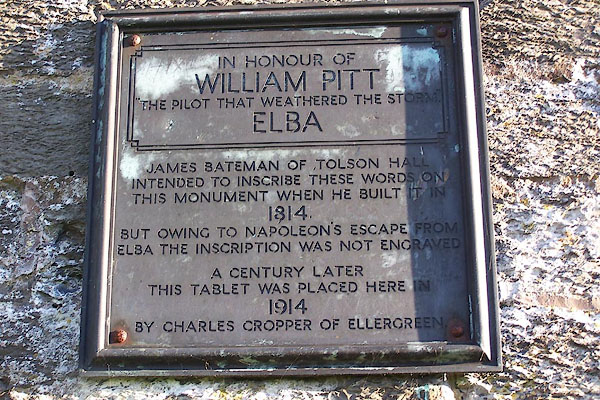 IN HONOUR OF
WILLIAM PITT
"THE PILOT THAT WEATHERED THE STORM"
ELBA
JAMES BATEMAN OF TOLSON HALL
INTENDED TO INSCRIBE THESE WORDS ON
THIS MONUMENT WHEN HE BUILT IT IN
1814.
BUT OWING TO NAPOLEON'S ESCAPE FROM
ELBA THE INSCRIPTION WAS NOT ENGRAVED
A CENTURY LATER
THIS TABLET WAS PLACED HERE IN
1914
BY CHARLES CROPPER OF ELLERGREEN.